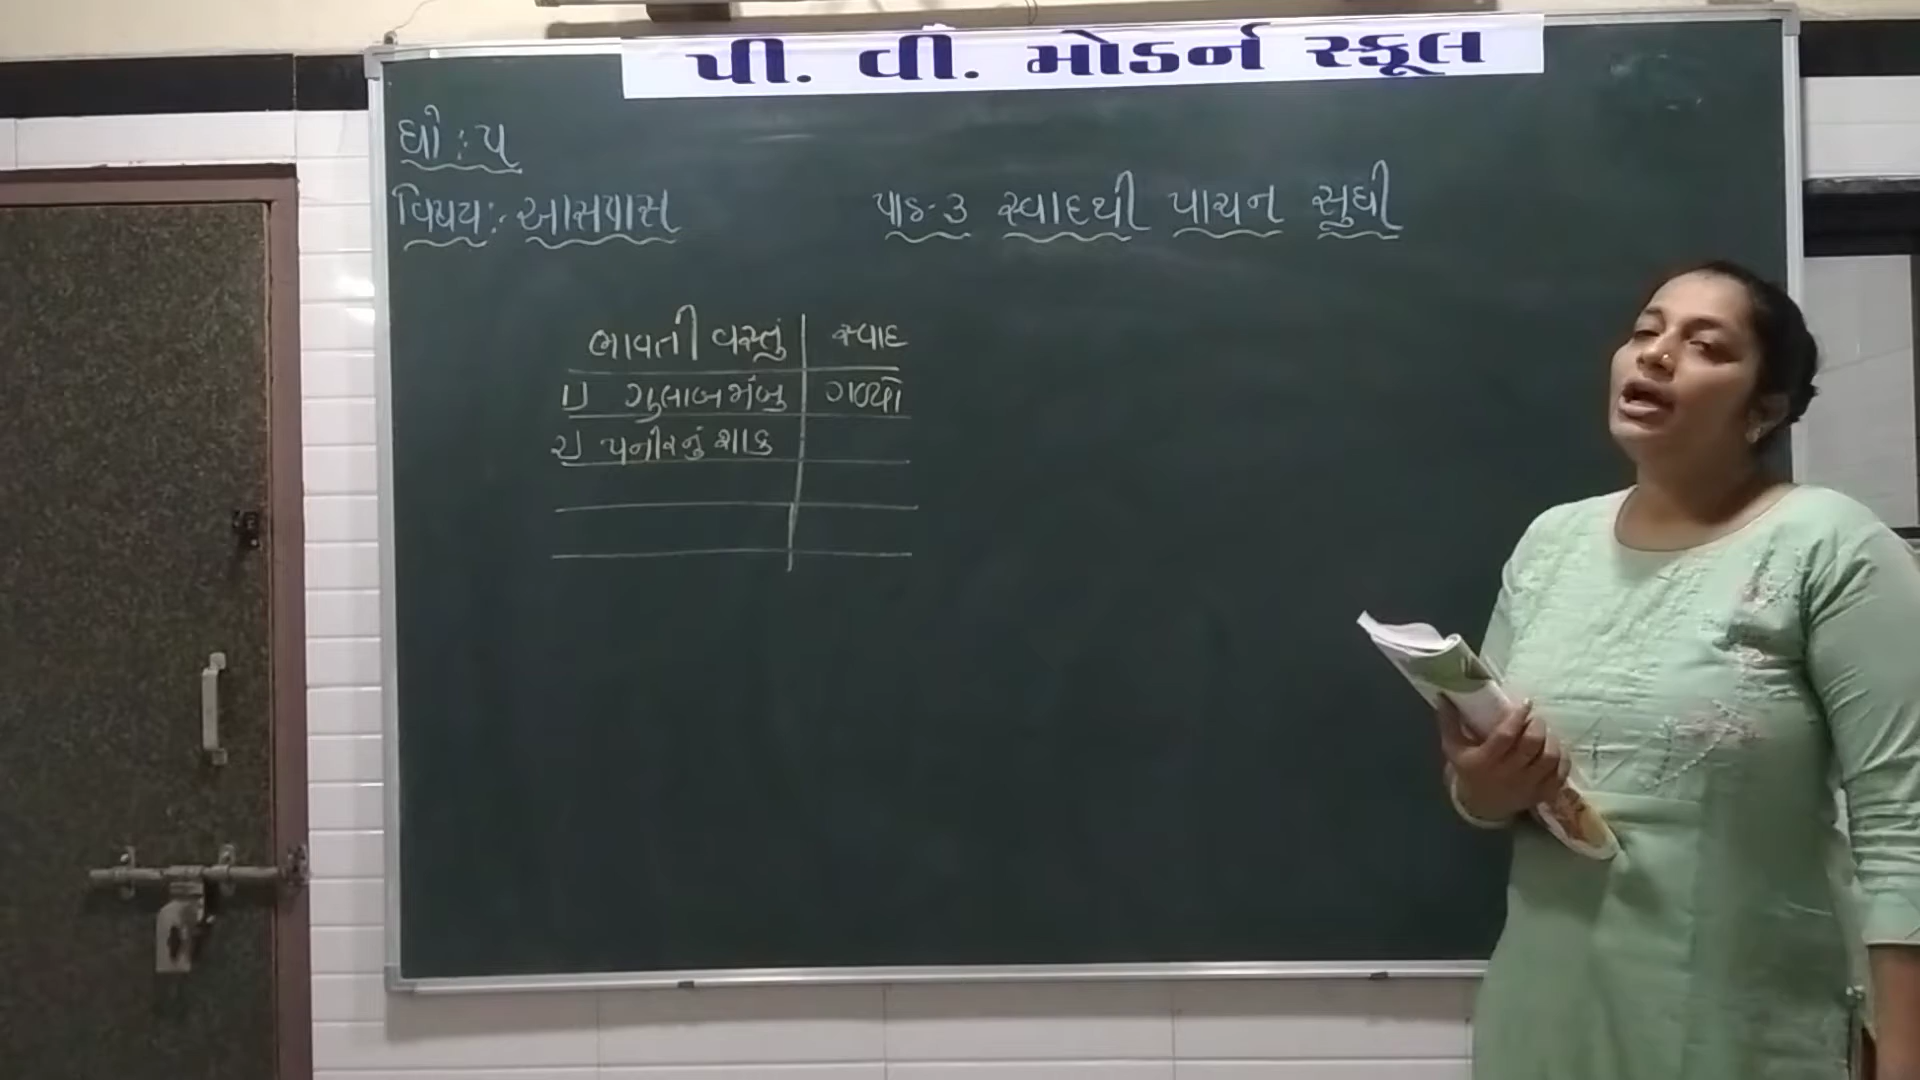 પી. વી. મોડર્ન સ્કૂલ
ધો : ૫
વિષય :- આસપાસ
પાઠ-૩ સ્વાદથી પાચન સુધી
ભાવતી વસ્તું સ્વાદ
૧) ગુલાબજાંબુ ગળ્યો
૨) પનીરનું શાક